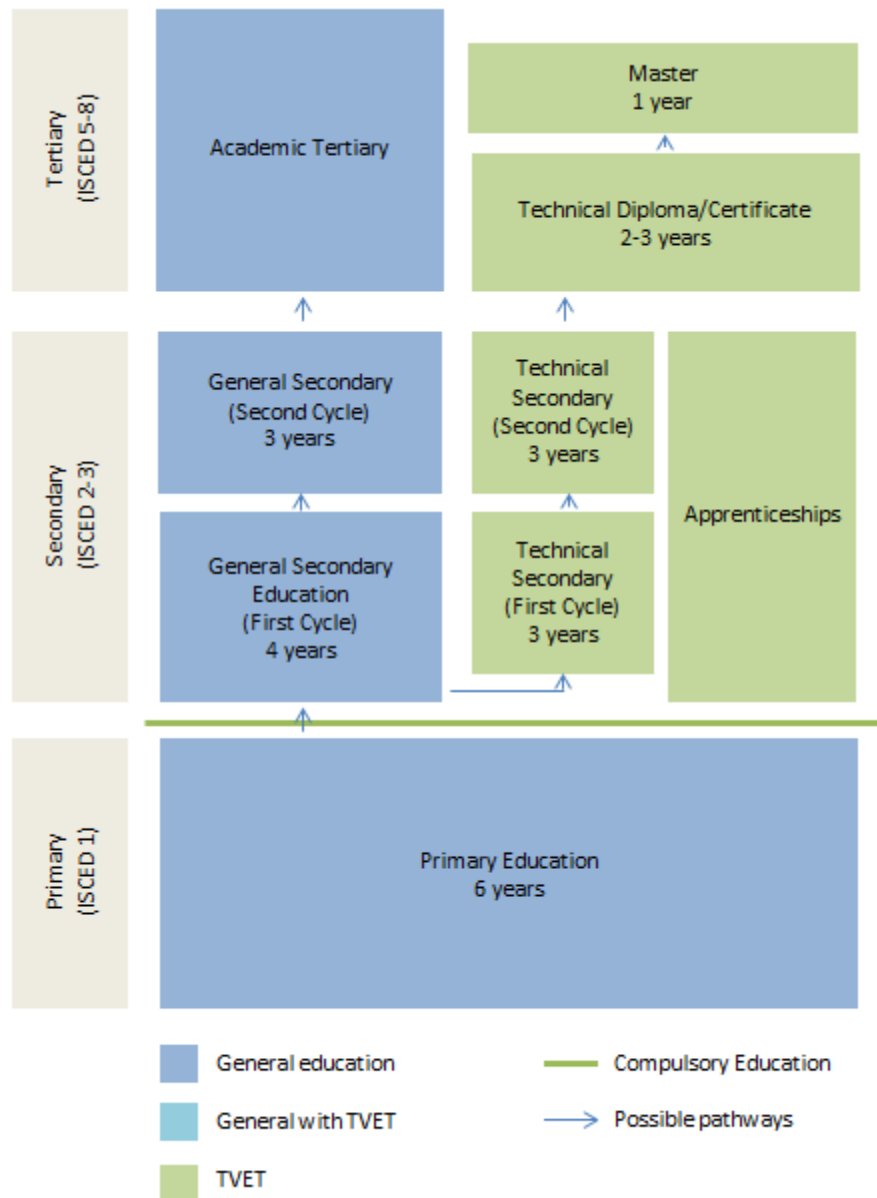 Tertiary
(ISCED 5-8)
Academic Tertiary
Master
1 year
Technical Diploma/Certificate
2-3 years
Secondary
(ISCED 2-3)
General Secondary
(Second Cycle)
3 years
Technical
Secondary
(Second Cycle)
3 years
Apprenticeships
General Secondary
Education
(First Cycle)
4 years
Technical
Secondary
(First Cycle)
3 years
Primary
(ISCED 1)
Primary Education
6 years
General education
Compulsory Education
General with TVET
Possible pathways
TVET